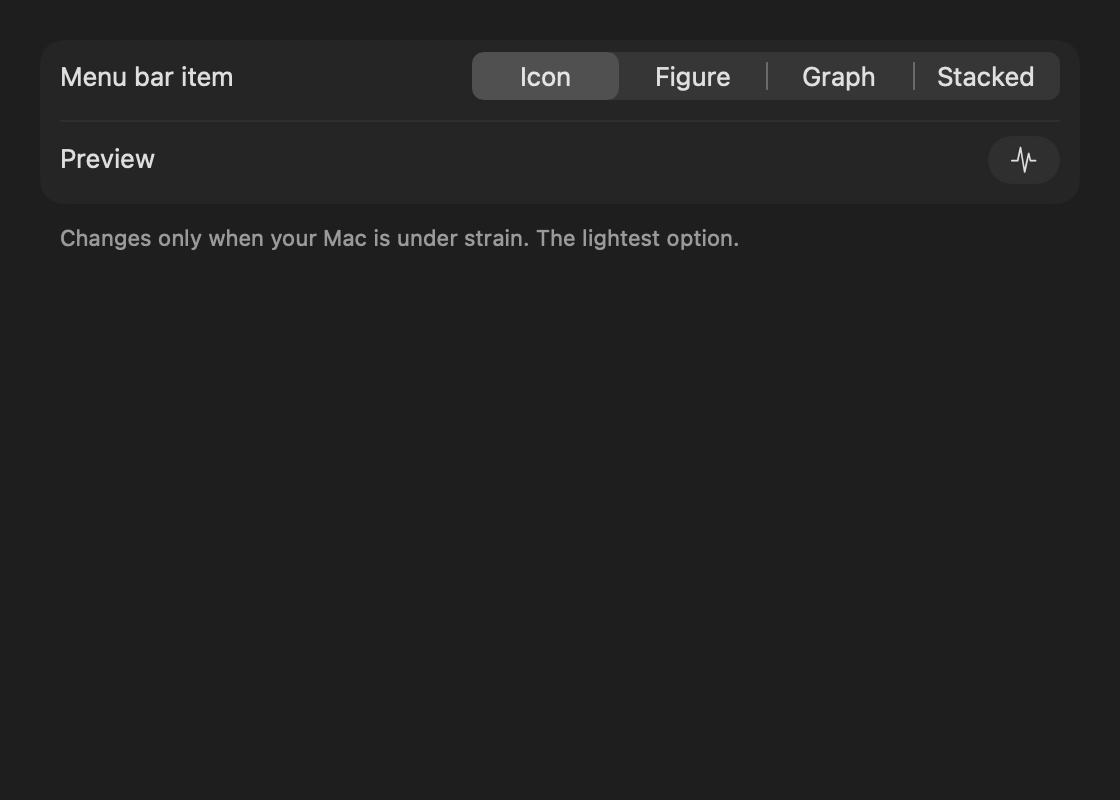 Menu bar item
Icon Figure Graph Stacked
Preview
Changes only when your Mac is under strain. The lightest option.